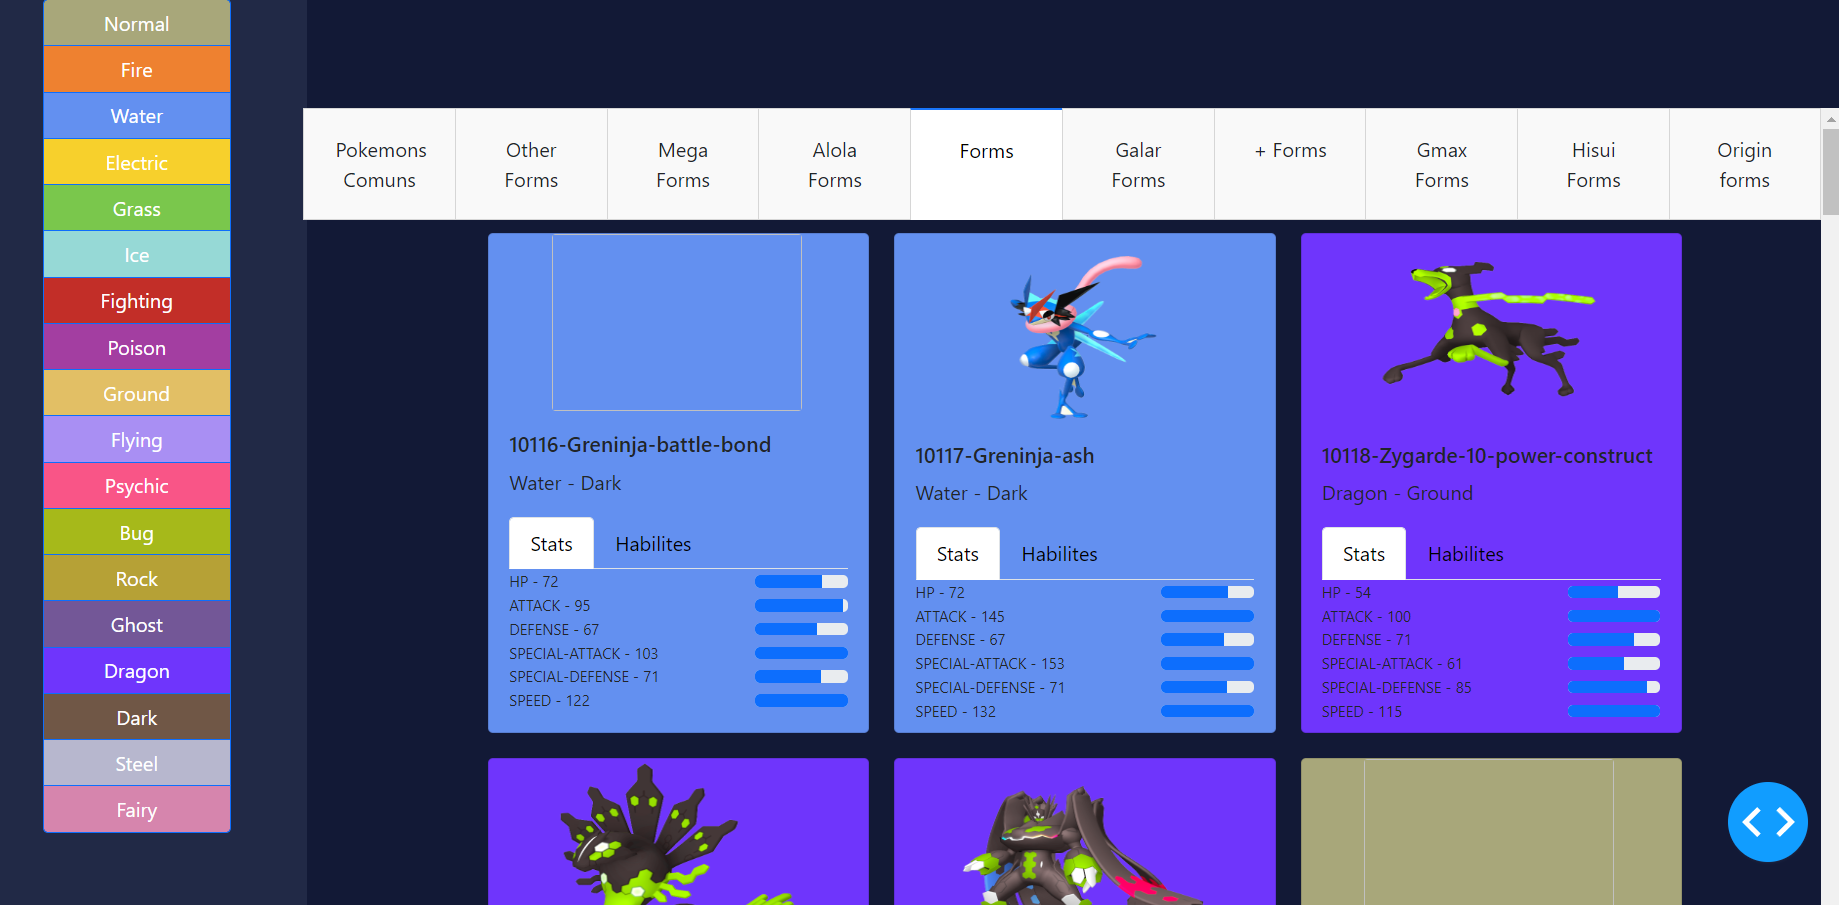 Normal
Fire
Water
Electric
Grass
Ice
Fighting
Poison
Ground
Flying
Psychic
Bug
Rock
Ghost
Dragon
Dark
Steel
Fairy
Pokemons
Comuns
Other
Forms
Mega
Forms
Alola
Forms
Forms
Galar
Forms
+ Forms
Gmax
Forms
Hisui
Forms
Origin
forms
10116-Greninja-battle-bond
Water - Dark
Stats
Habilites
HP - 72
ATTACK - 95
DEFENSE - 67
SPECIAL-ATTACK - 103
SPECIAL-DEFENSE - 71
SPEED - 122
10117-Greninja-ash
Water - Dark
Stats
Habilites
HP - 72
ATTACK - 145
DEFENSE - 67
SPECIAL-ATTACK - 153
SPECIAL-DEFENSE - 71
SPEED - 132
10118-Zygarde-10-power-construct
Dragon - Ground
Stats
Habilites
HP - 54
ATTACK - 100
DEFENSE - 71
SPECIAL-ATTACK - 61
SPECIAL-DEFENSE - 85
SPEED - 115